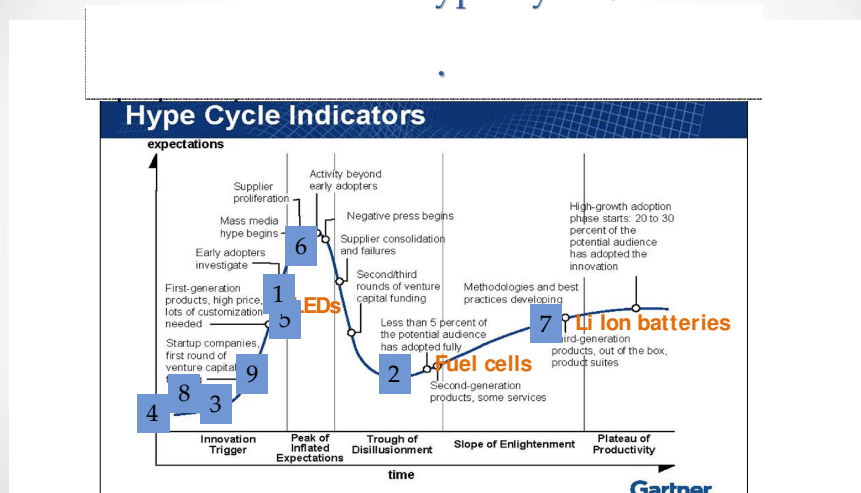 .
Hype Cycle Indicators
expectations
Activity beyond
early adopters
Supplier
proliferation
Negative press begins
Mass media
hype begins
6
Supplier consolidation
and failures
High-growth adoption
phase starts: 20 to 30
percent of the
potential audience
has adopted the
innovation
Early adopters
investigate
1
LEDs
5
First-generation
products, high price,
lots of customization
needed
Second/third
rounds of venture
capital funding
Methodologies and best
practices developing
7
Li Ion batteries
Startup companies,
first round of
venture capital
Less than 5 percent of
the potential audience
has adopted fully
Fuel cells
Third-generation
products, out of the box,
product suites
9
8
3
4
2
Second-generation
products, some services
Innovation
Trigger
Peak of
Inflated
Expectations
Trough of
Disillusionment
Slope of Enlightenment
Plateau of
Productivity
time
Gartner